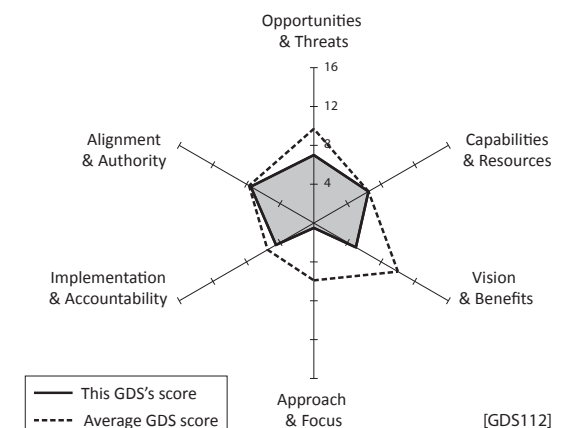 Opportunities
& Threats
16
12
8
4
Alignment
& Authority
Capabilities
& Resources
Implementation
& Accountability
Vision
& Benefits
Approach
& Focus
This GDS's score
Average GDS score
[GDS112]